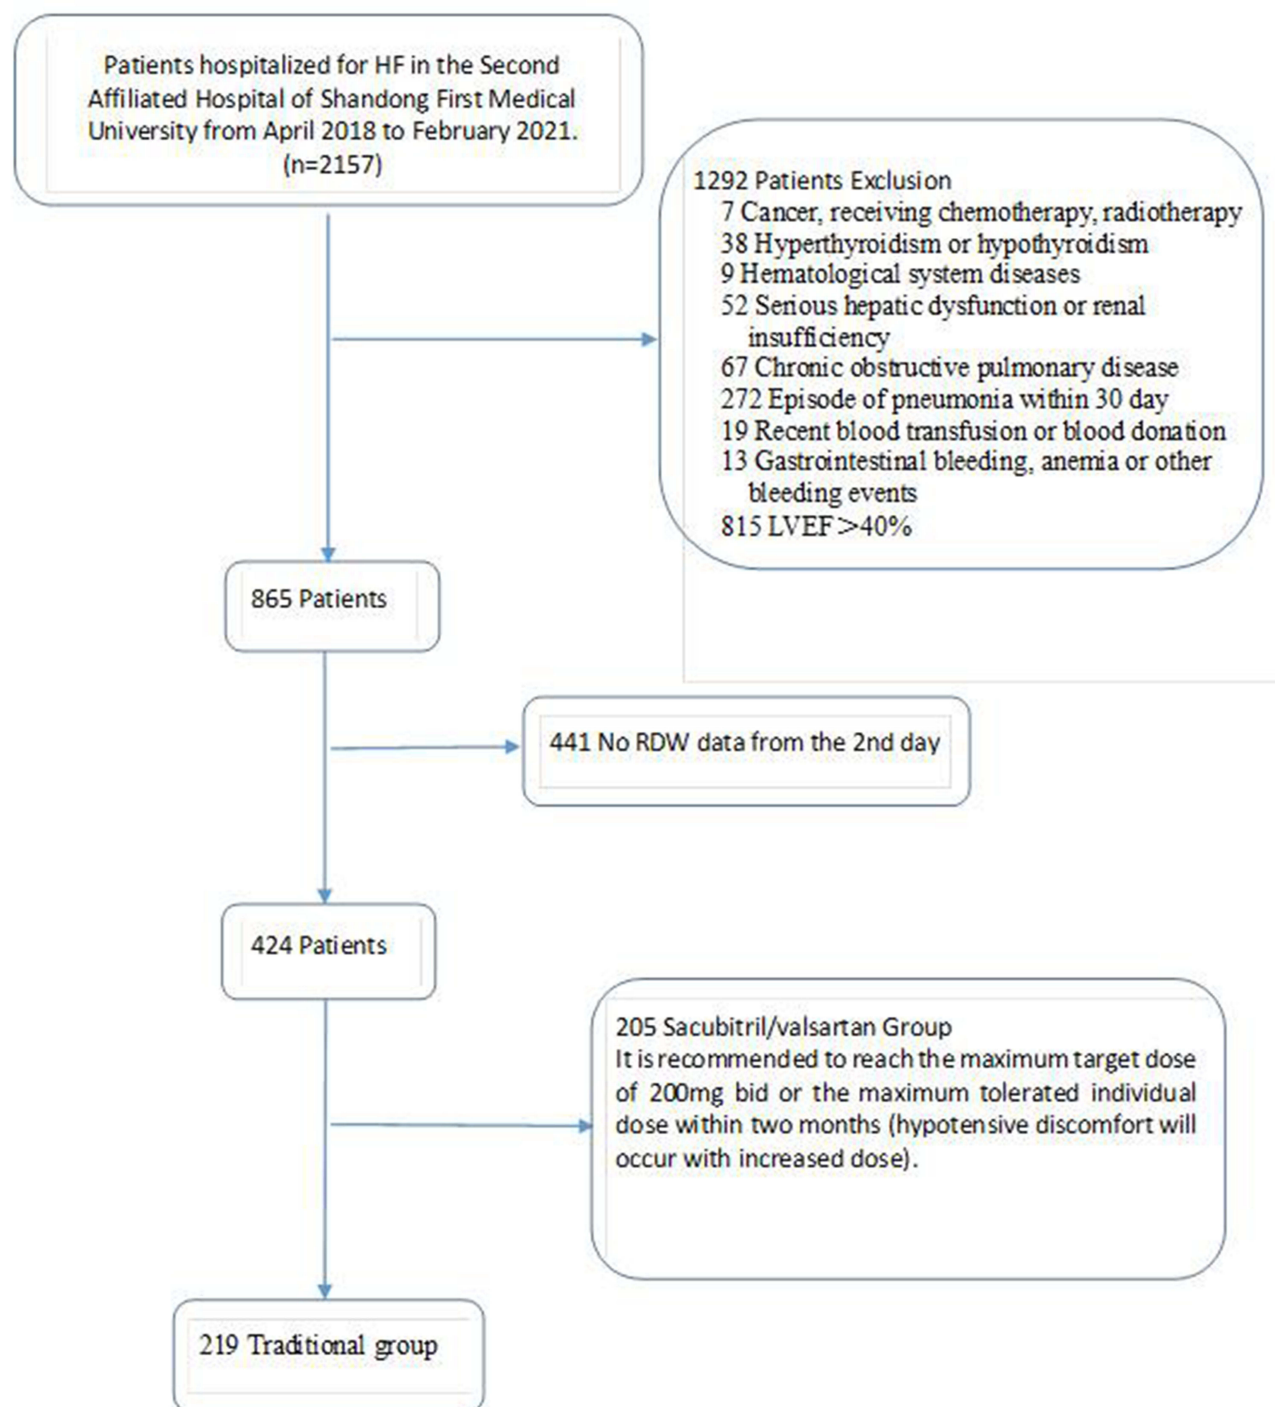 Patients hospitalized for HF in the Second
Affiliated Hospital of Shandong First Medical
University from April 2018 to February 2021.
(n=2157)
1292 Patients Exclusion
7 Cancer, receiving chemotherapy, radiotherapy
38 Hyperthyroidism or hypothyroidism
9 Hematological system diseases
52 Serious hepatic dysfunction or renal
insufficiency
67 Chronic obstructive pulmonary disease
272 Episode of pneumonia within 30 day
19 Recent blood transfusion or blood donation
13 Gastrointestinal bleeding, anemia or other
bleeding events
815 LVEF＞40%
865 Patients
441 No RDW data from the 2nd day
424 Patients
205 Sacubitril/valsartan Group
It is recommended to reach the maximum target dose
of 200mg bid or the maximum tolerated individual
dose within two months (hypotensive discomfort will
occur with increased dose).
219 Traditional group